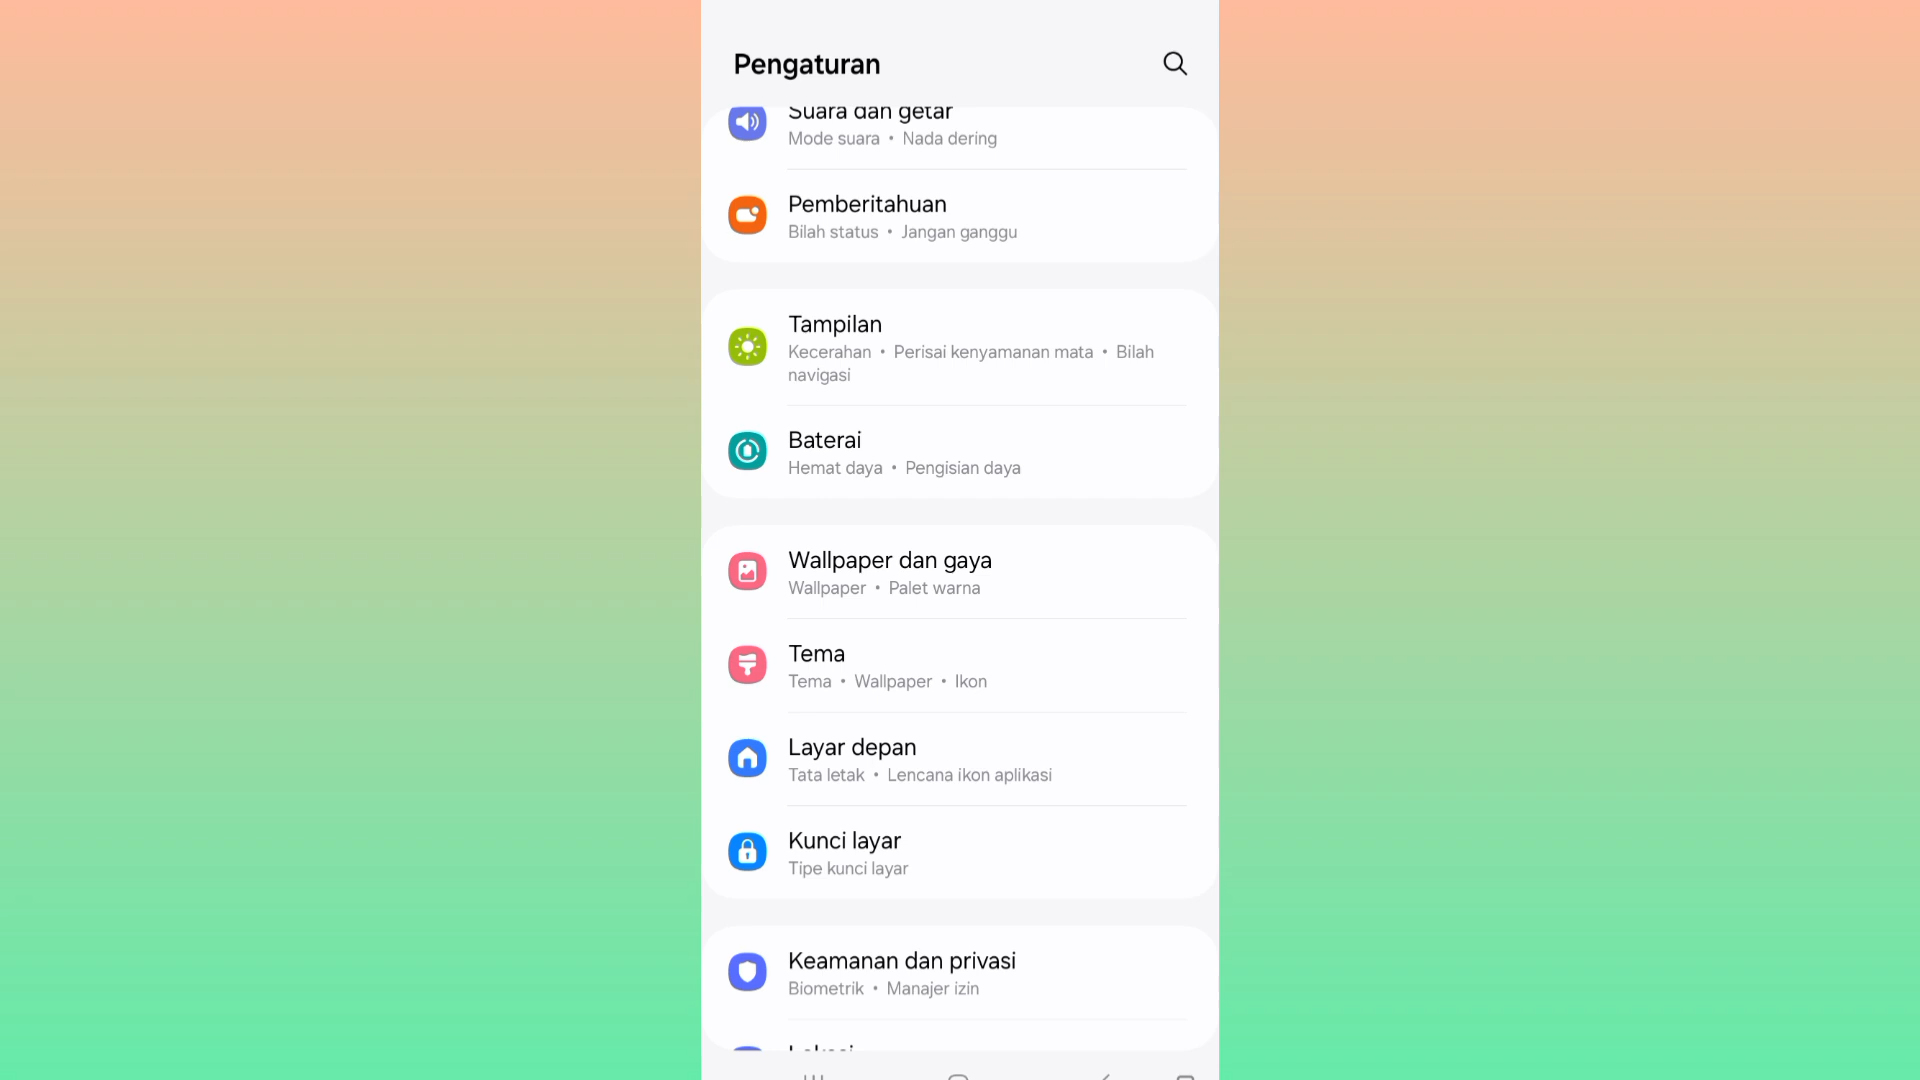 Pengaturan
Suara dan getar
Mode suara • Nada dering
Pemberitahuan
Bilah status • Jangan ganggu
Tampilan
Kecerahan • Perisai kenyamanan mata • Bilah
navigasi
Baterai
Hemat daya • Pengisian daya
Wallpaper dan gaya
Wallpaper • Palet warna
Tema
Tema • Wallpaper • Ikon
Layar depan
Tata letak • Lencana ikon aplikasi
Kunci layar
Tipe kunci layar
Keamanan dan privasi
Biometrik • Manajer izin